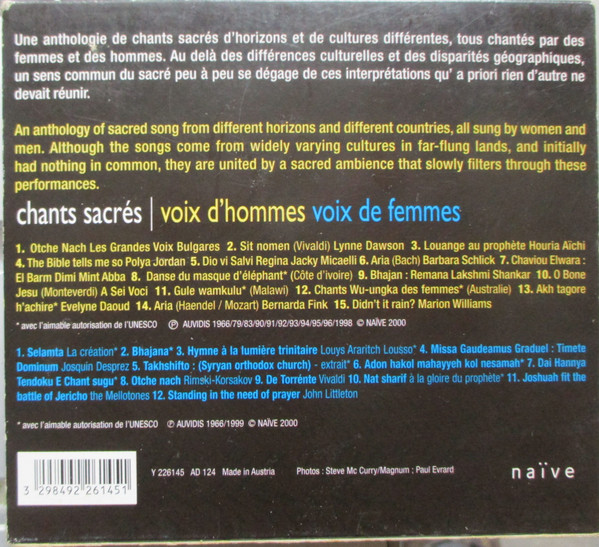 Une anthologie de chants sacrés d'horizons et de cultures différentes, tous chantés par des
femmes et des hommes. Au delà des différences culturelles et des disparités géographiques,
un sens commun du sacré peu à peu se dégage de ces interprétations qu' a priori rien d'autre ne
devait réunir.
An anthology of sacred song from different horizons and different countries, all sung by women and
men. Although the songs come from widely varying cultures in far-flung lands, and initially
had nothing in common, they are united by a sacred ambience that slowly filters through these
performances.
chants sacrés | voix d'hommes voix de femmes
1. Otche Nach Les Grandes Voix Bulgares 2. Sit nomen (Vivaldi) Lynne Dawson 3. Louange au prophète Houria Aïchi
4. The Bible tells me so Polya Jordan 5. Dio vi Salvi Regina Jacky Micaelli 6. Aria (Bach) Barbara Schlick 7. Chaviou Elwara :
El Barm Dimi Mint Abba 8. Danse du masque d'éléphant* (Côte d'ivoire) 9. Bhajan : Remana Lakshmi Shankar 10. O Bone
Jesu (Monteverdi) A Sei Voci 11. Gule wamkulu* (Malawi) 12. Chants Wu-ungka des femmes* (Australie) 13. Akh tagore
h'achire* Evelyne Daoud 14. Aria (Haendel / Mozart) Bernarda Fink 15. Didn't it rain? Marion Williams
* avec l'aimable autorisation de l'UNESCO ℗ AUVIDIS 1966/79/83/90/91/92/93/94/95/96/1998 © NAÏVE 2000
1. Selamta La création* 2. Bhajana* 3. Hymne à la lumière trinitaire Louys Araritch Lousso* 4. Missa Gaudeamus Graduel : Timete
Dominum Josquin Desprez 5. Takhshifto : (Syryan orthodox church) - extrait* 6. Adon hakol mahayyeh kol nesamah* 7. Dai Hannya
Tendoku E Chant sugu* 8. Otche nach Rimski-Korsakov 9. De Torrénte Vivaldi 10. Nat sharif à la gloire du prophète* 11. Joshuah fit the
battle of Jericho the Mellotones 12. Standing in the need of prayer John Littleton
* avec l'aimable autorisation de l'UNESCO ℗ AUVIDIS 1966/1999 © NAÏVE 2000
3 298492 261451
Y 226145 AD 124 Made in Austria Photos : Steve Mc Curry/Magnum : Paul Evrard
naïve